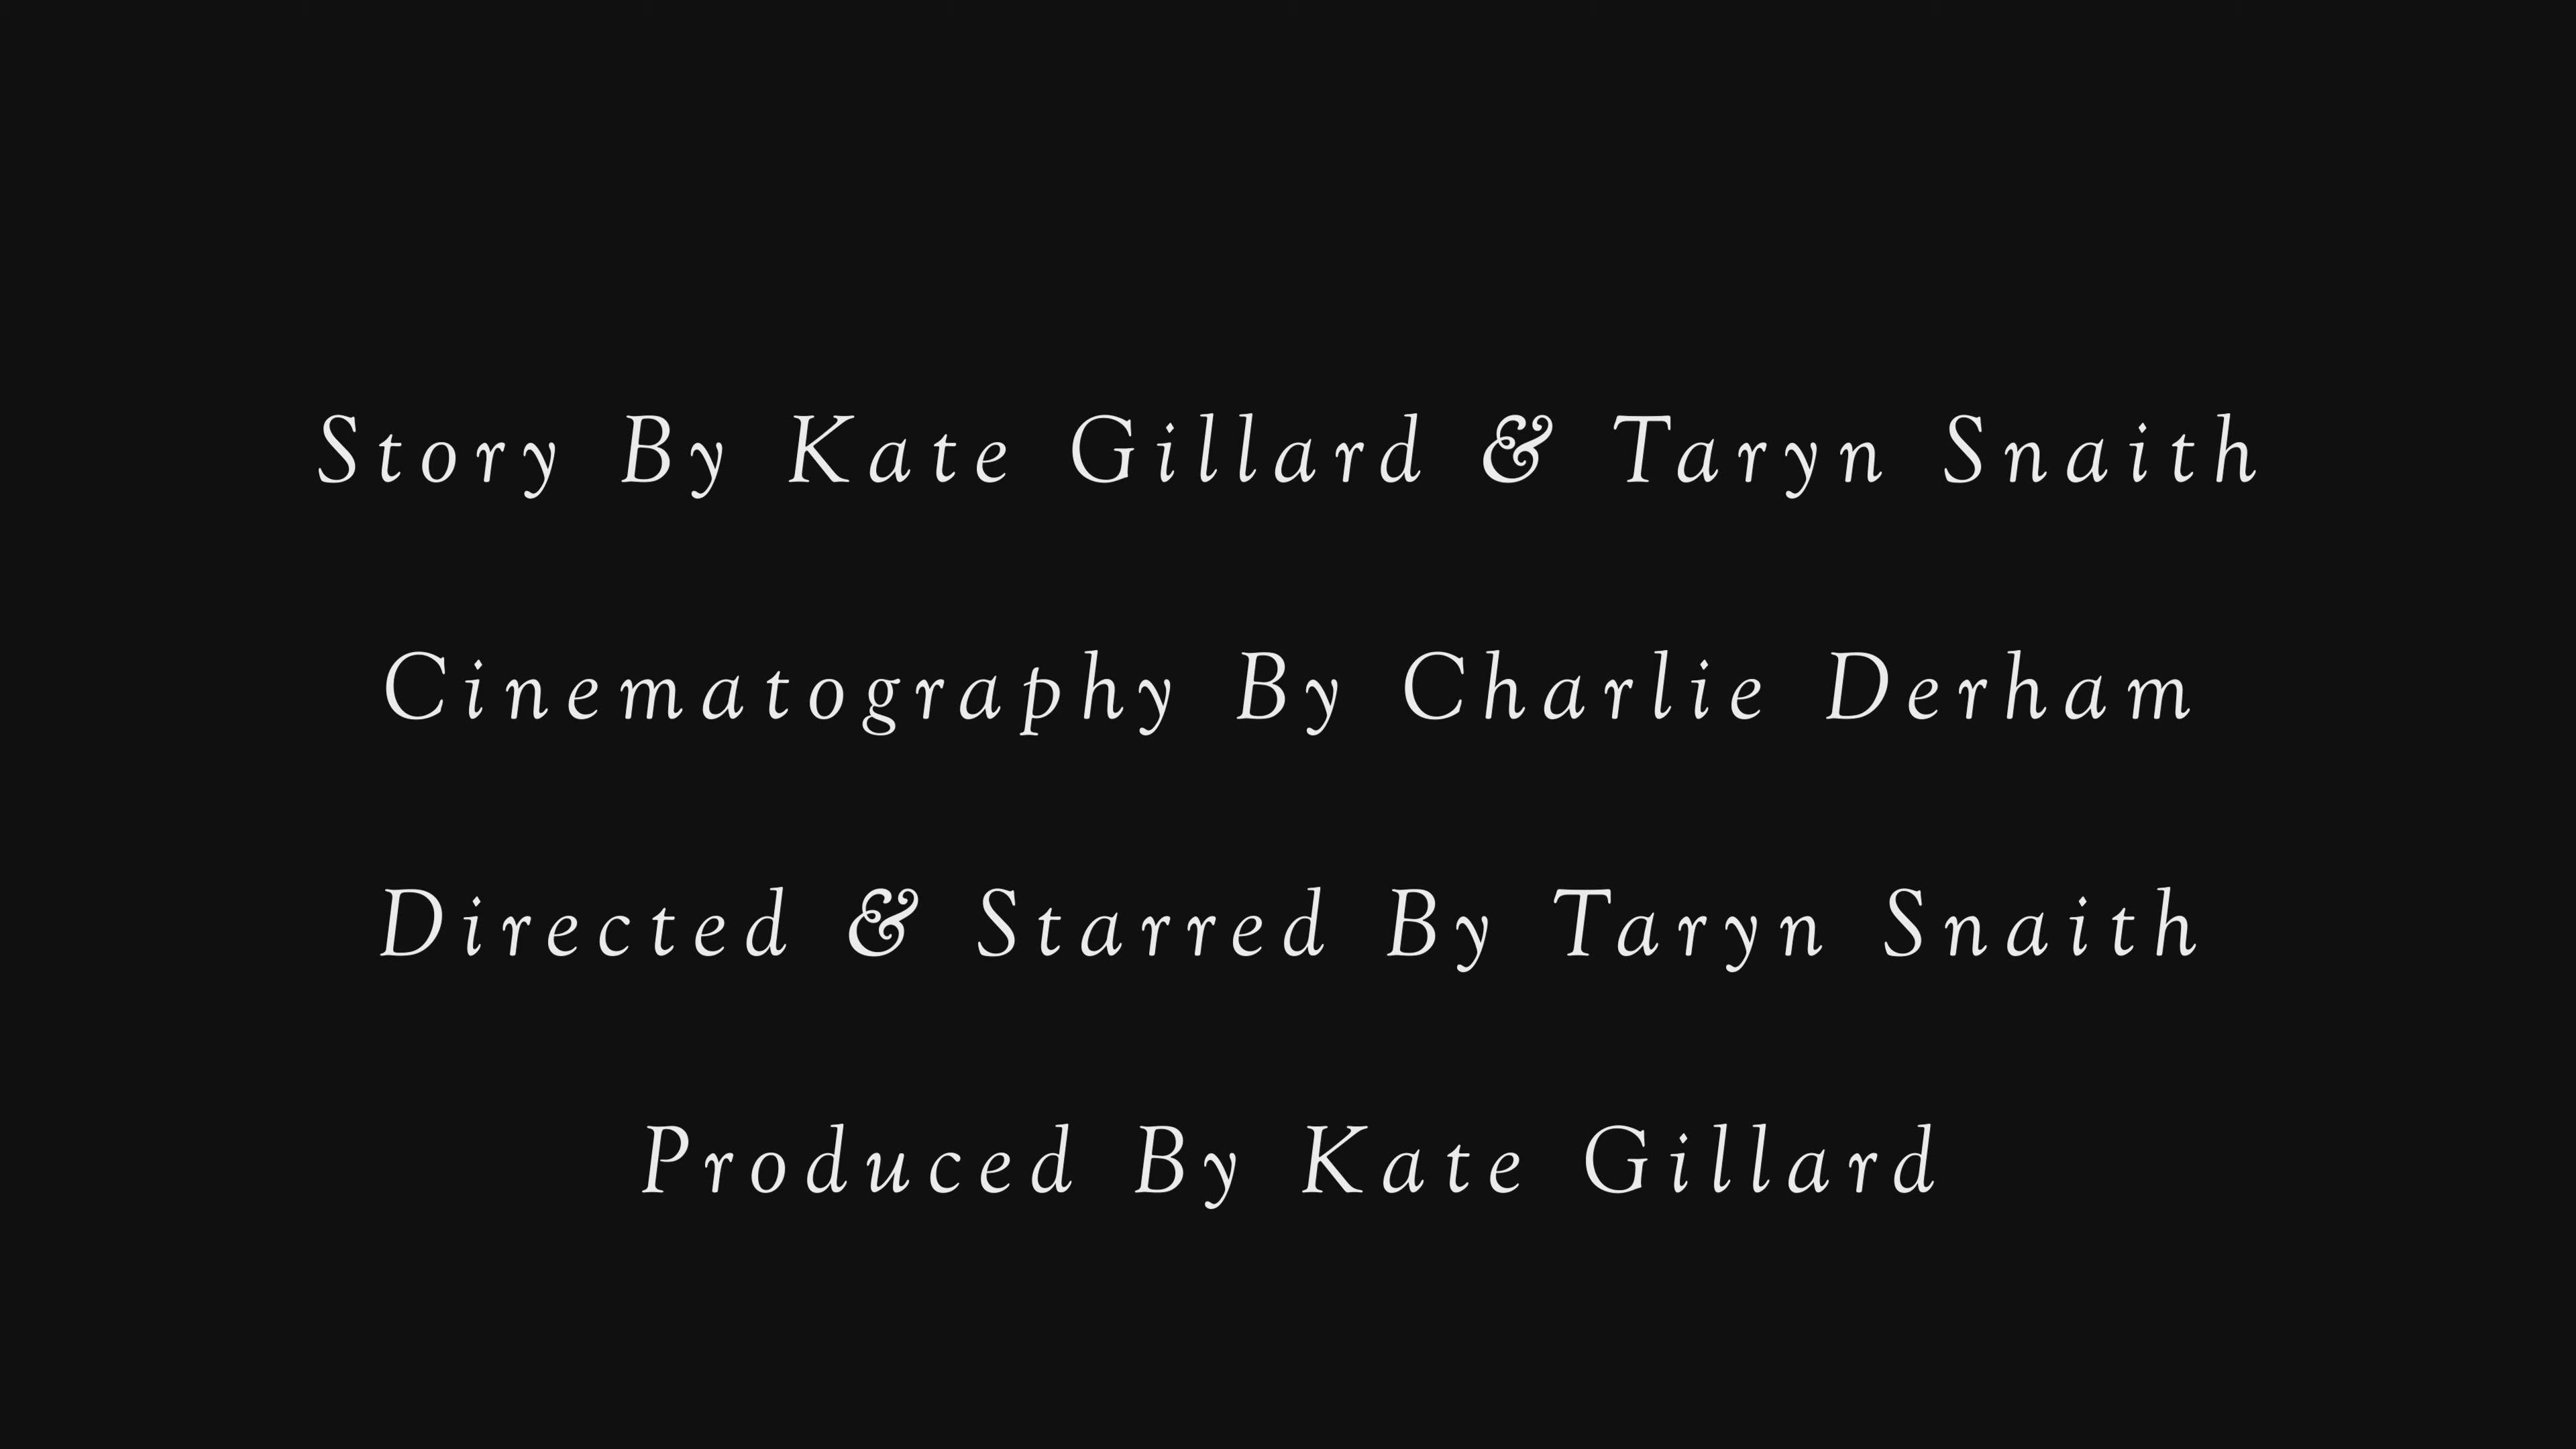 Story By Kate Gillard & Taryn Snaith
Cinematography By Charlie Derham
Directed & Starred By Taryn Snaith
Produced By Kate Gillard